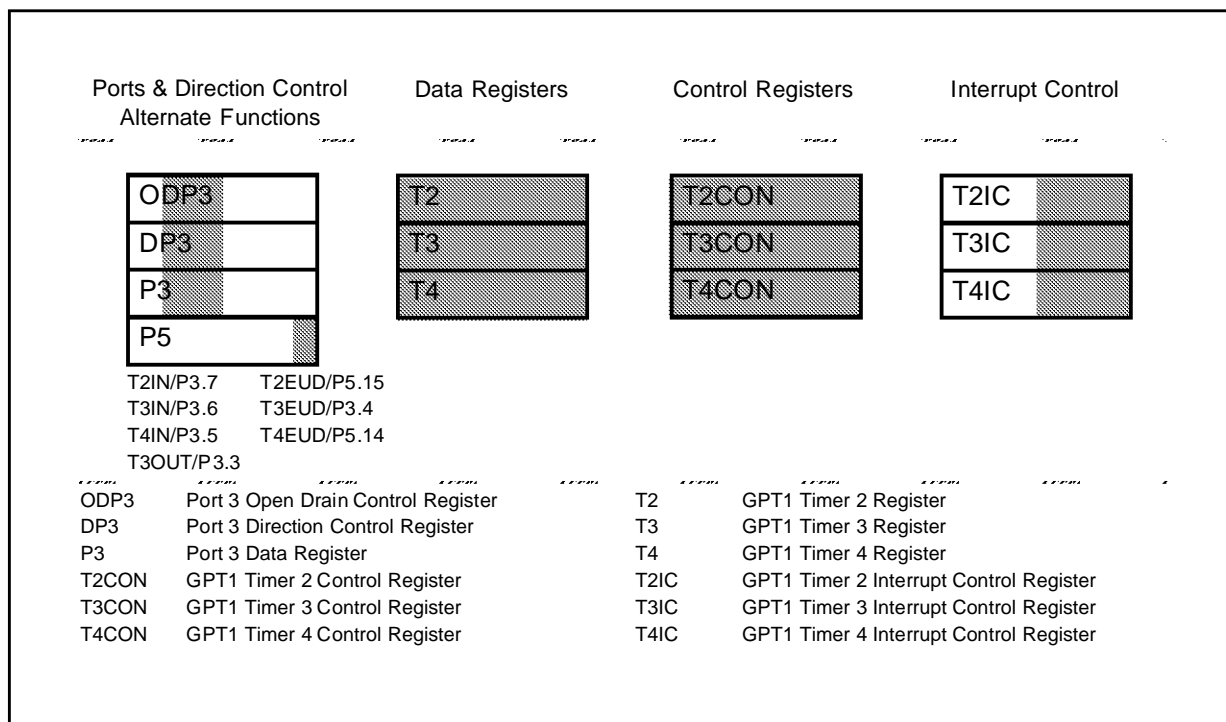 Ports & Direction Control
Alternate Functions
Data Registers
Control Registers
Interrupt Control
ODP3
DP3
P3
P5
T2
T3
T4
T2CON
T3CON
T4CON
T2IC
T3IC
T4IC
T2IN/P3.7 T2EUD/P5.15
T3IN/P3.6 T3EUD/P3.4
T4IN/P3.5 T4EUD/P5.14
T3OUT/P3.3
ODP3 Port 3 Open Drain Control Register
DP3 Port 3 Direction Control Register
P3 Port 3 Data Register
T2CON GPT1 Timer 2 Control Register
T3CON GPT1 Timer 3 Control Register
T4CON GPT1 Timer 4 Control Register
T2 GPT1 Timer 2 Register
T3 GPT1 Timer 3 Register
T4 GPT1 Timer 4 Register
T2IC GPT1 Timer 2 Interrupt Control Register
T3IC GPT1 Timer 3 Interrupt Control Register
T4IC GPT1 Timer 4 Interrupt Control Register